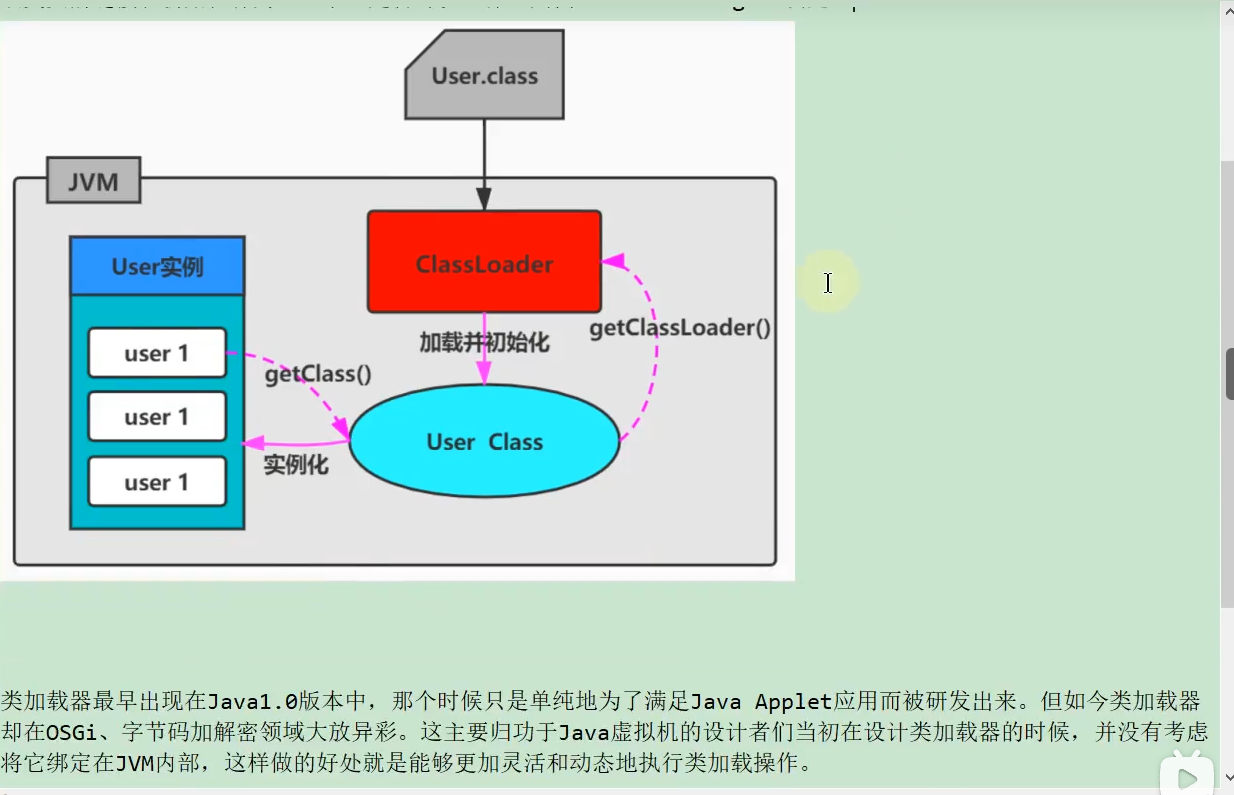 User.class
JVM
User实例
ClassLoader
加载并初始化
getClassLoader()
user 1
getClass()
user 1
User Class
实例化
user 1
类加载器最早出现在Java1.0版本中，那个时候只是单纯地为了满足Java Applet应用而被研发出来。但如今类加载器
却在OSGi、字节码加解密领域大放异彩。这主要归功于Java虚拟机的设计者们当初在设计类加载器的时候，并没有考虑
将它绑定在JVM内部，这样做的好处就是能够更加灵活和动态地执行类加载操作。